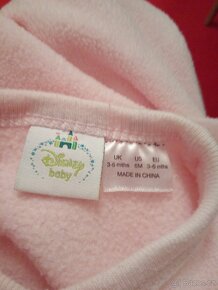 Disney
baby
UK US EU
3-6 mths 6M 3-6 mths
MADE IN CHINA